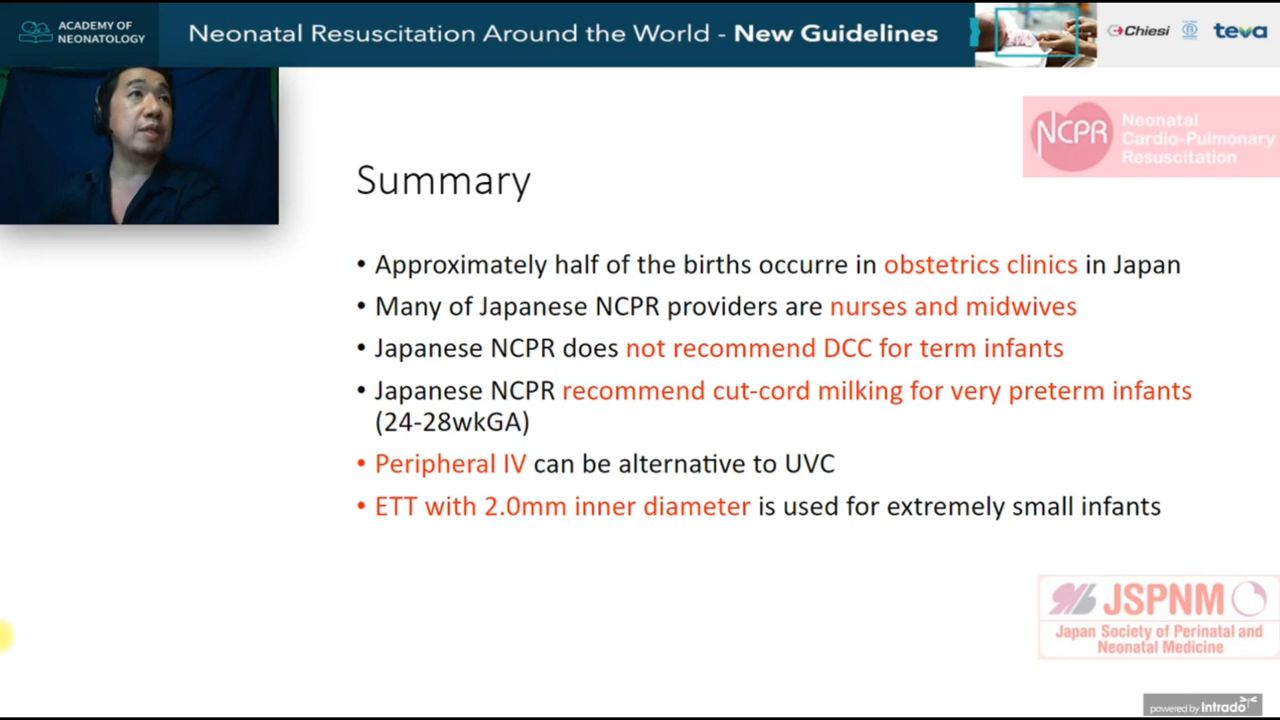 ACADEMY OF
NEONATOLOGY
Neonatal Resuscitation Around the World - New Guidelines
Chiesi
teva
NCPR
Neonatal
Cardio-Pulmonary
Resuscitation
Summary
• Approximately half of the births occurre in obstetrics clinics in Japan
• Many of Japanese NCPR providers are nurses and midwives
• Japanese NCPR does not recommend DCC for term infants
• Japanese NCPR recommend cut-cord milking for very preterm infants
(24-28wkGA)
• Peripheral IV can be alternative to UVC
• ETT with 2.0mm inner diameter is used for extremely small infants
JSPNM
Japan Society of Perinatal and
Neonatal Medicine
powered by Intrado